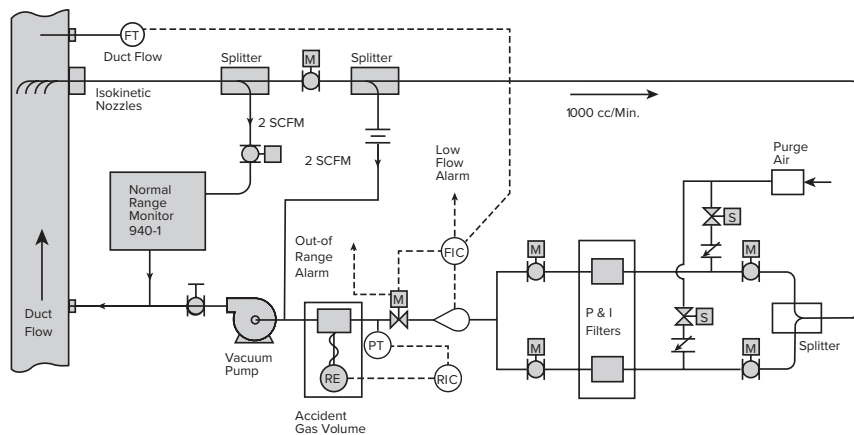 FT
Duct Flow
Isokinetic
Nozzles
Splitter
M
Splitter
1000 cc/Min.
2 SCFM
2 SCFM
Low
Flow
Alarm
Purge
Air
Normal
Range
Monitor
940-1
S
Out-of
Range
Alarm
FIC
M
M
M
Duct
Flow
Vacuum
Pump
PT
RE
RIC
Accident
Gas Volume
P & I
Filters
S
M
M
Splitter